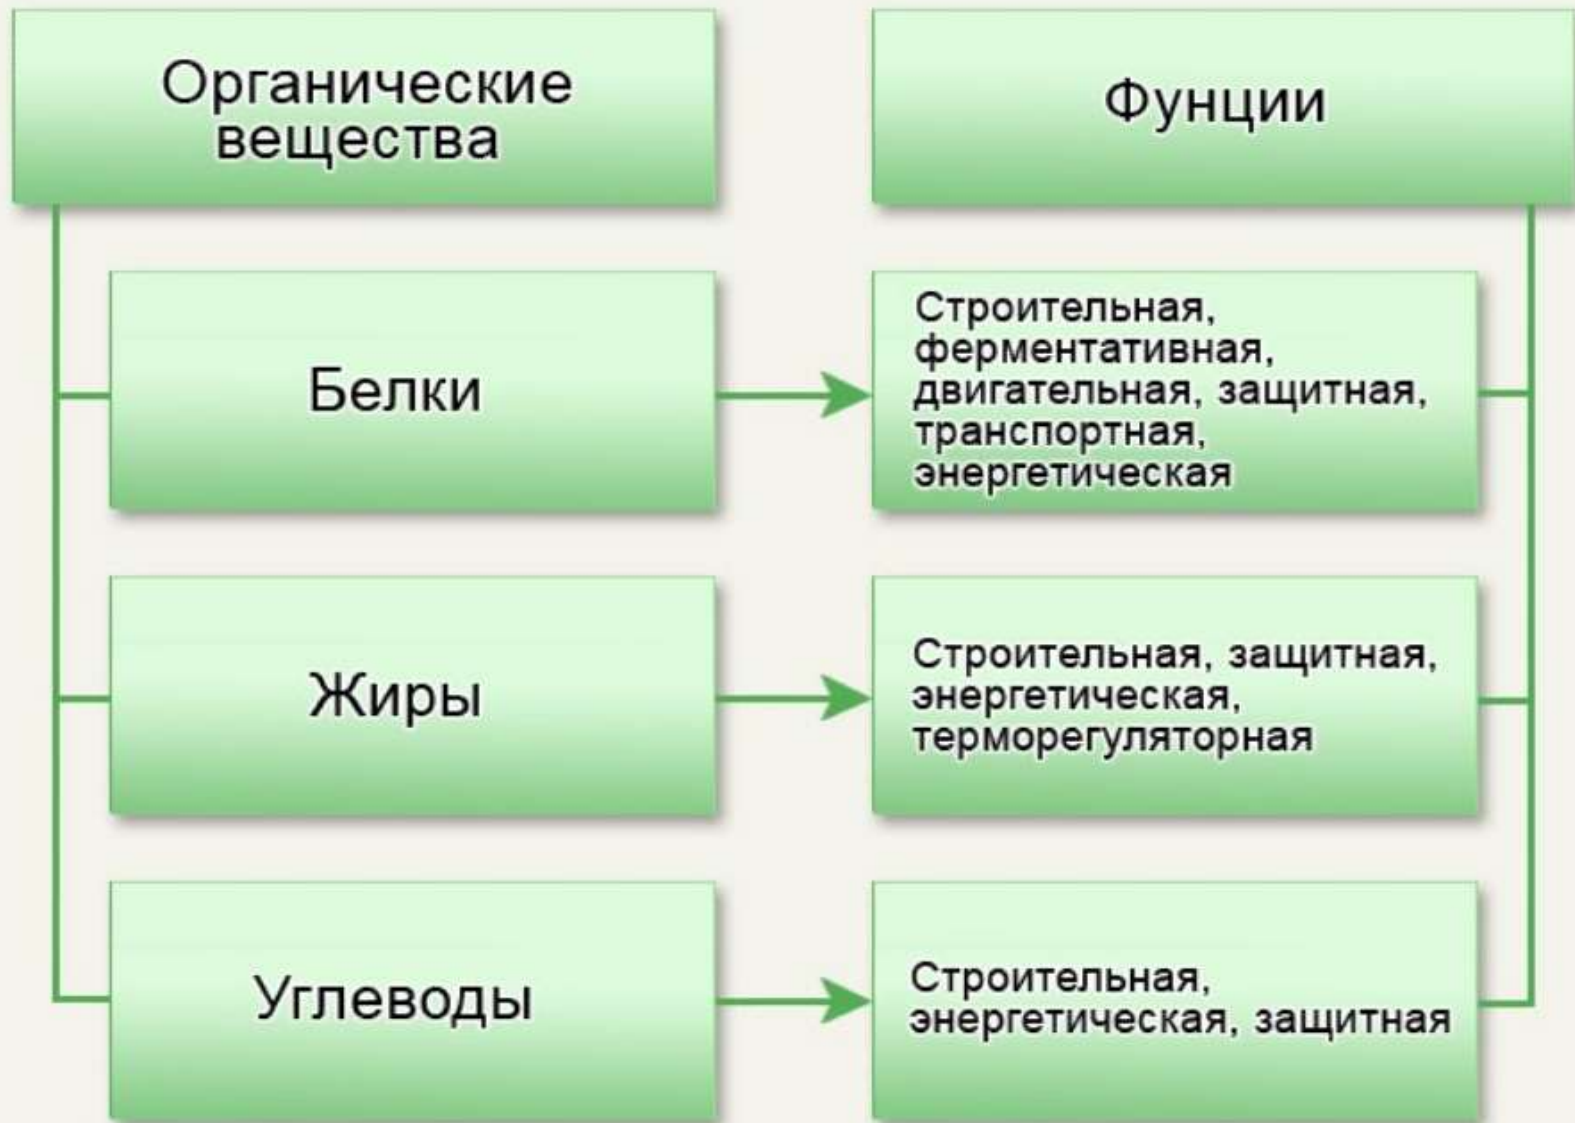 Органические
вещества
Фунции
Белки
Строительная,
ферментативная,
двигательная, защитная,
транспортная,
энергетическая
Жиры
Строительная, защитная,
энергетическая,
терморегуляторная
Углеводы
Строительная,
энергетическая, защитная